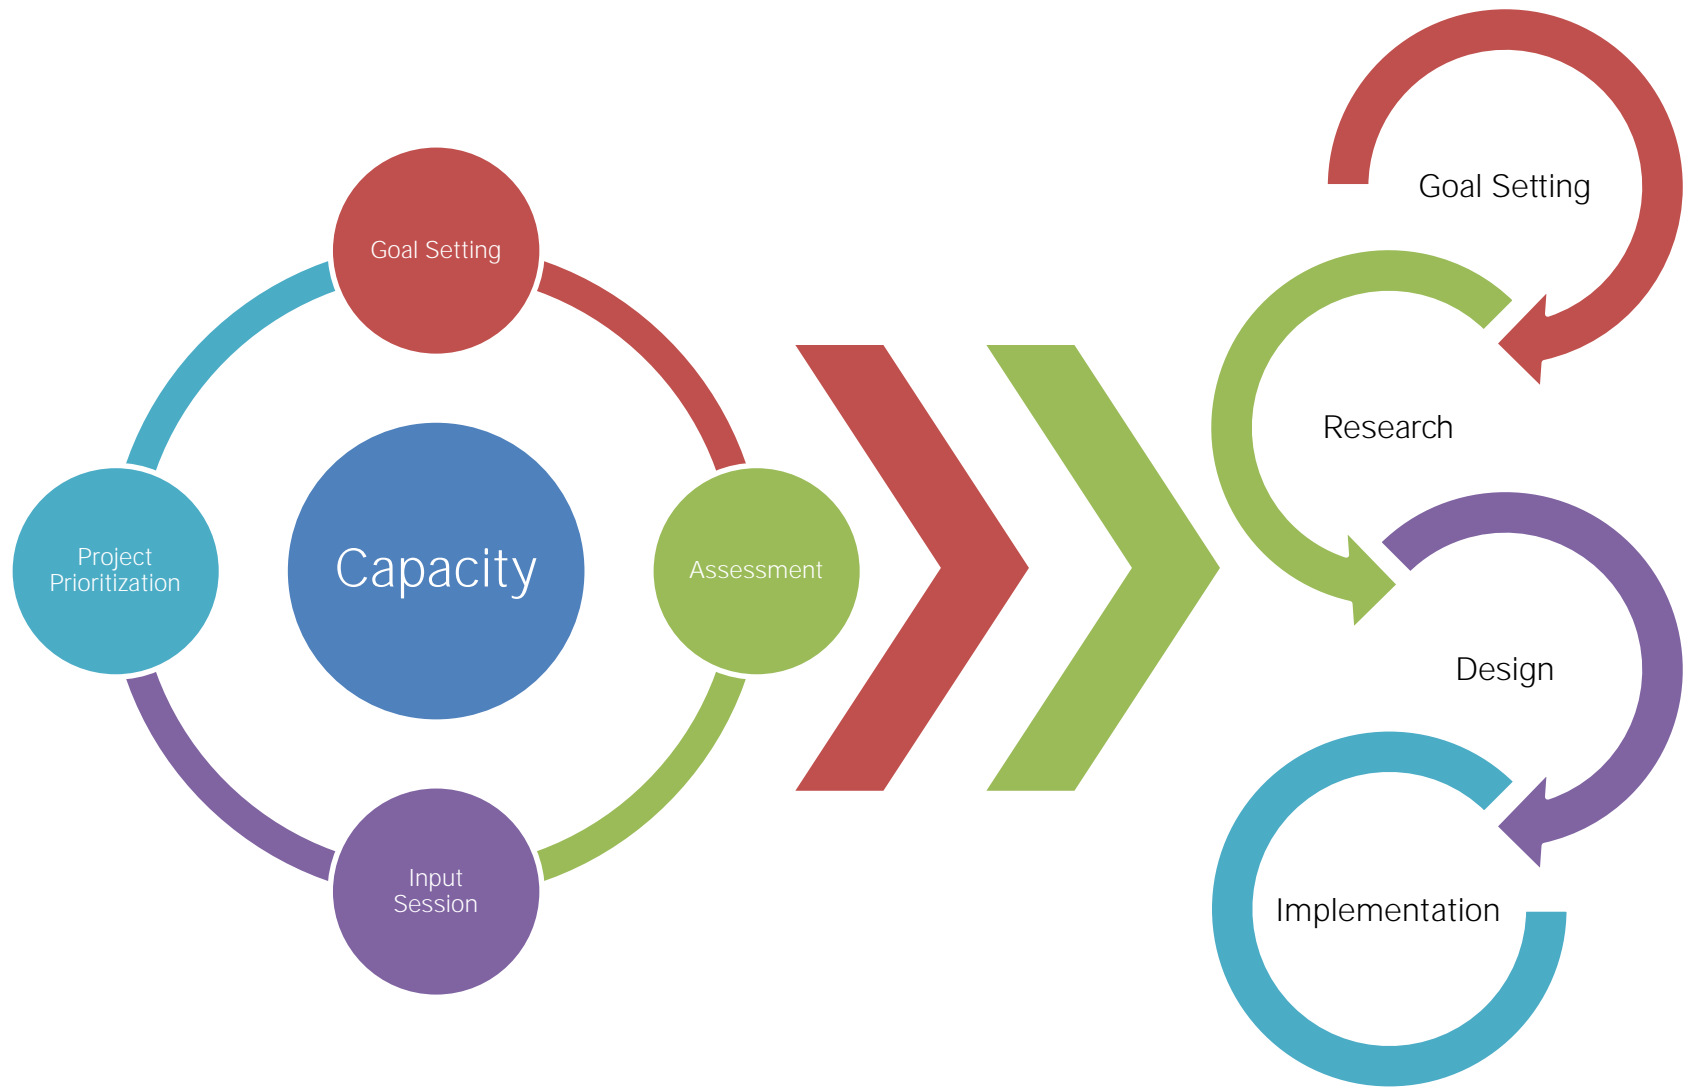 Goal Setting
Project
Prioritization
Capacity
Assessment
Input
Session
Goal Setting
Research
Design
Implementation